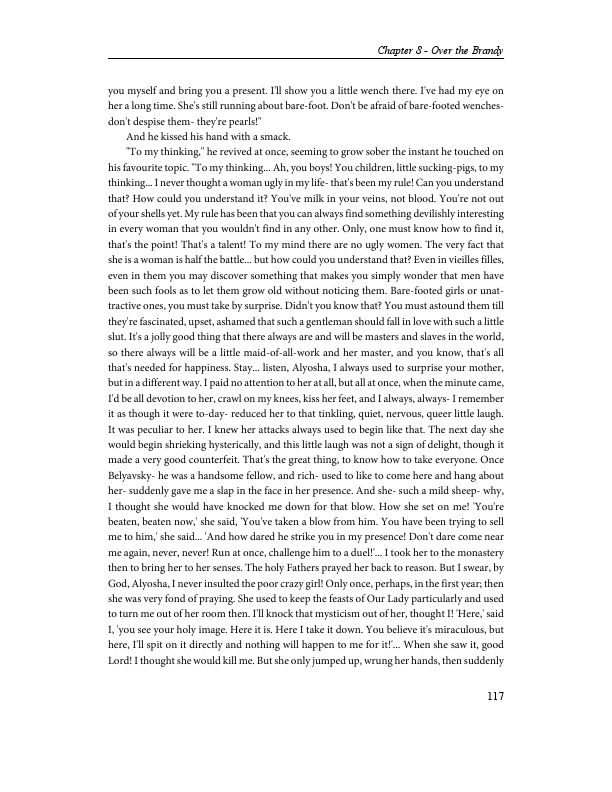 Chapter 8 - Over the Brandy
you myself and bring you a present. I'll show you a little wench there. I've had my eye on
her a long time. She's still running about bare-foot. Don't be afraid of bare-footed wenches-
don't despise them- they're pearls!"
And he kissed his hand with a smack.
"To my thinking," he revived at once, seeming to grow sober the instant he touched on
his favourite topic. "To my thinking... Ah, you boys! You children, little sucking-pigs, to my
thinking... I never thought a woman ugly in my life- that's been my rule! Can you understand
that? How could you understand it? You've milk in your veins, not blood. You're not out
of your shells yet. My rule has been that you can always find something devilishly interesting
in every woman that you wouldn't find in any other. Only, one must know how to find it,
that's the point! That's a talent! To my mind there are no ugly women. The very fact that
she is a woman is half the battle... but how could you understand that? Even in vieilles filles,
even in them you may discover something that makes you simply wonder that men have
been such fools as to let them grow old without noticing them. Bare-footed girls or unat-
tractive ones, you must take by surprise. Didn't you know that? You must astound them till
they're fascinated, upset, ashamed that such a gentleman should fall in love with such a little
slut. It's a jolly good thing that there always are and will be masters and slaves in the world,
so there always will be a little maid-of-all-work and her master, and you know, that's all
that's needed for happiness. Stay... listen, Alyosha, I always used to surprise your mother,
but in a different way. I paid no attention to her at all, but all at once, when the minute came,
I'd be all devotion to her, crawl on my knees, kiss her feet, and I always, always- I remember
it as though it were to-day- reduced her to that tinkling, quiet, nervous, queer little laugh.
It was peculiar to her. I knew her attacks always used to begin like that. The next day she
would begin shrieking hysterically, and this little laugh was not a sign of delight, though it
made a very good counterfeit. That's the great thing, to know how to take everyone. Once
Belyavsky- he was a handsome fellow, and rich- used to like to come here and hang about
her- suddenly gave me a slap in the face in her presence. And she- such a mild sheep- why,
I thought she would have knocked me down for that blow. How she set on me! 'You're
beaten, beaten now,' she said, 'You've taken a blow from him. You have been trying to sell
me to him,' she said... 'And how dared he strike you in my presence! Don't dare come near
me again, never, never! Run at once, challenge him to a duel!'... I took her to the monastery
then to bring her to her senses. The holy Fathers prayed her back to reason. But I swear, by
God, Alyosha, I never insulted the poor crazy girl! Only once, perhaps, in the first year; then
she was very fond of praying. She used to keep the feasts of Our Lady particularly and used
to turn me out of her room then. I'll knock that mysticism out of her, thought I! 'Here,' said
I, 'you see your holy image. Here it is. Here I take it down. You believe it's miraculous, but
here, I'll spit on it directly and nothing will happen to me for it!'... When she saw it, good
Lord! I thought she would kill me. But she only jumped up, wrung her hands, then suddenly
117